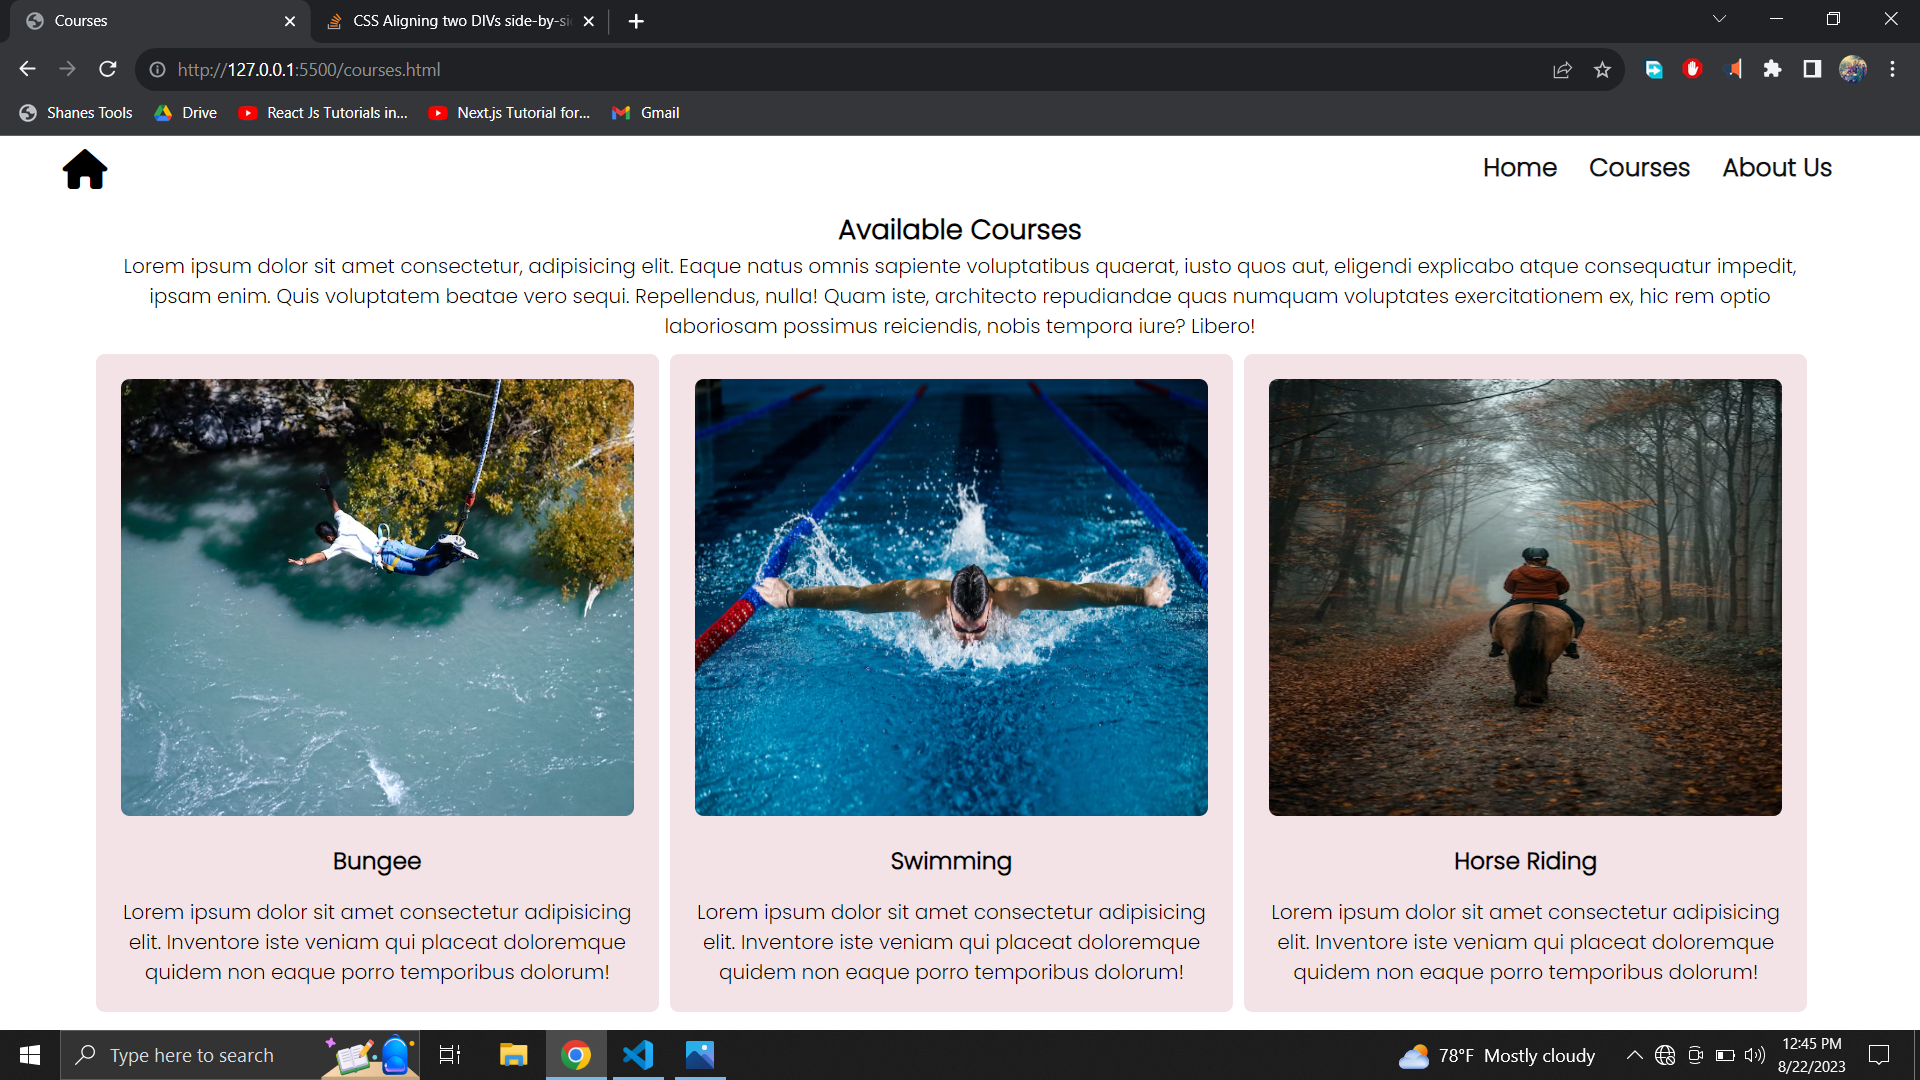 Courses
CSS Aligning two DIVs side-by-si
http://127.0.0.1:5500/courses.html
Shanes Tools
Drive
React Js Tutorials in...
Next.js Tutorial for...
Gmail
Home
Courses
About Us
Available Courses
Lorem ipsum dolor sit amet consectetur, adipisicing elit. Eaque natus omnis sapiente voluptatibus quaerat, iusto quos aut, eligendi explicabo atque consequatur impedit,
ipsam enim. Quis voluptatem beatae vero sequi. Repellendus, nulla! Quam iste, architecto repudiandae quas numquam voluptates exercitationem ex, hic rem optio
laboriosam possimus reiciendis, nobis tempora iure? Libero!
Bungee
Lorem ipsum dolor sit amet consectetur adipisicing
elit. Inventore iste veniam qui placeat doloremque
quidem non eaque porro temporibus dolorum!
Swimming
Lorem ipsum dolor sit amet consectetur adipisicing
elit. Inventore iste veniam qui placeat doloremque
quidem non eaque porro temporibus dolorum!
Horse Riding
Lorem ipsum dolor sit amet consectetur adipisicing
elit. Inventore iste veniam qui placeat doloremque
quidem non eaque porro temporibus dolorum!
Type here to search
78°F Mostly cloudy
12:45 PM
8/22/2023